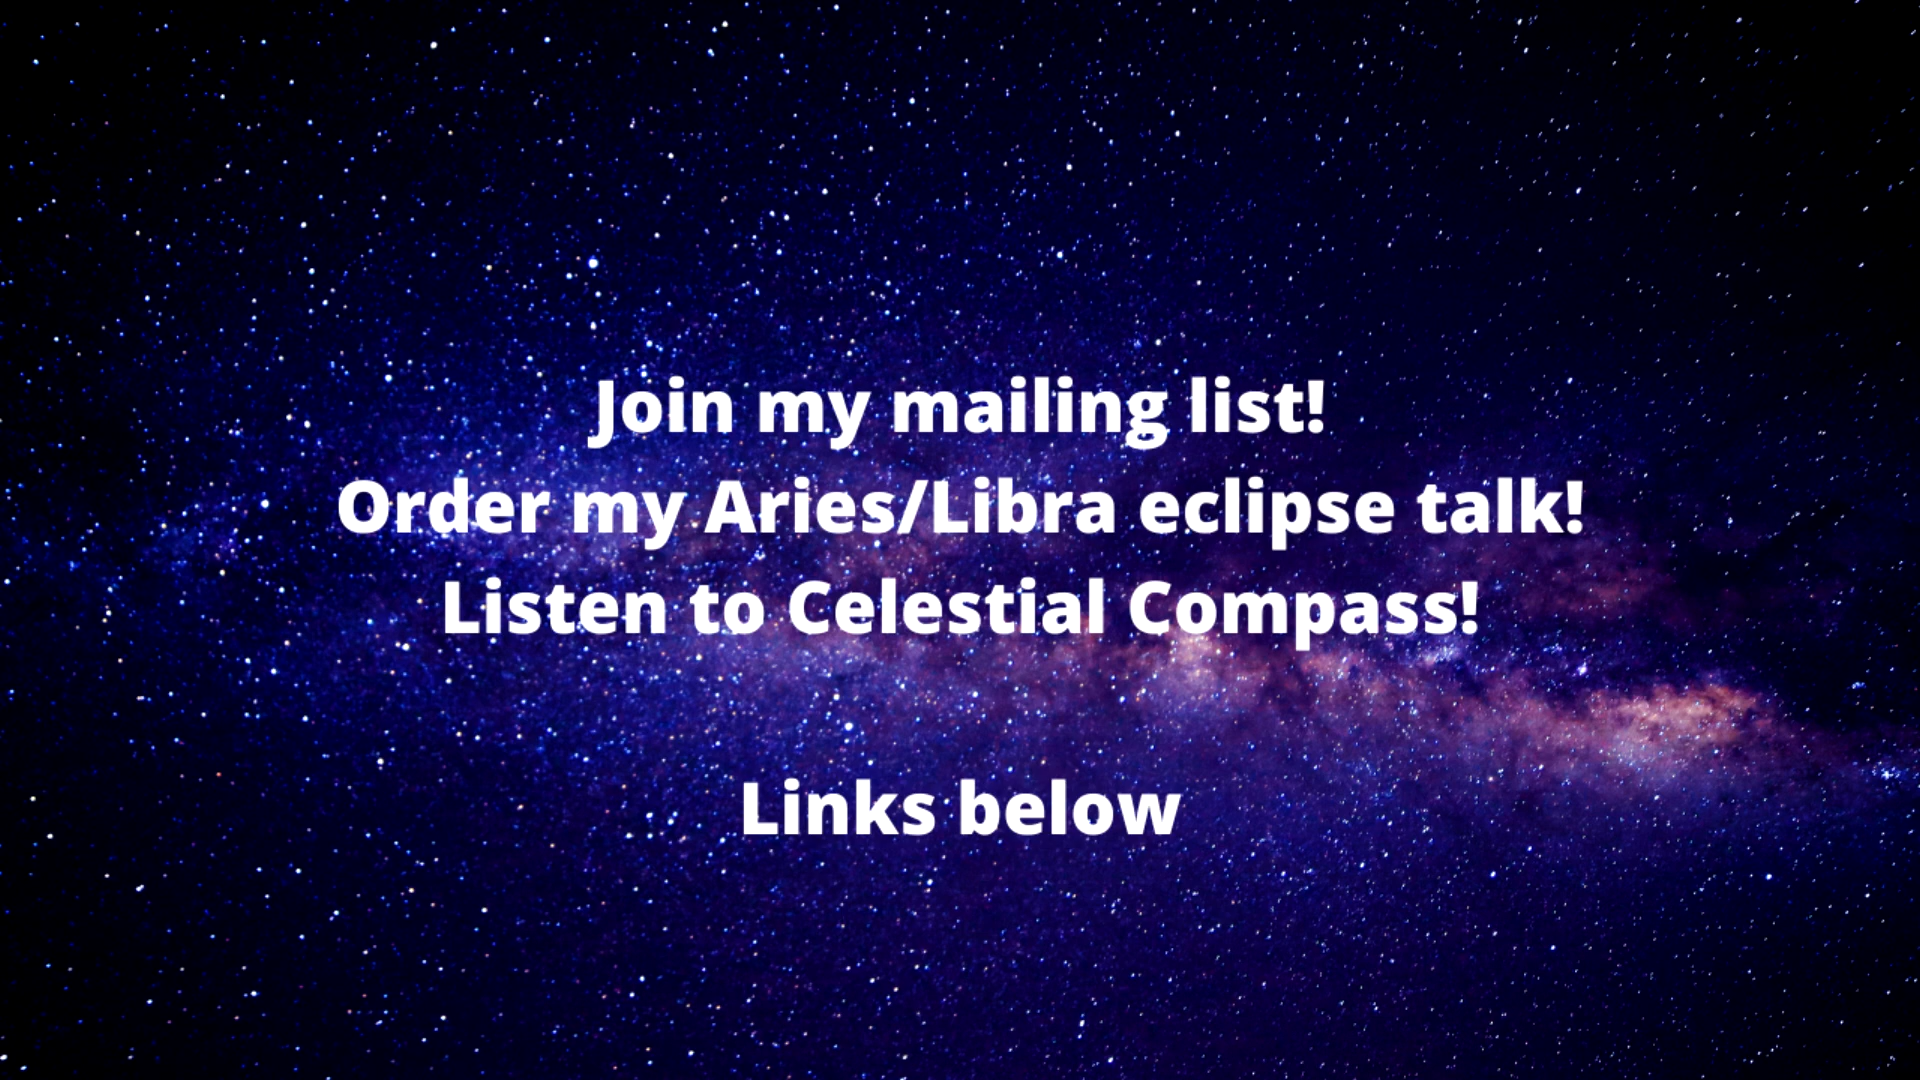 Join my mailing list!
Order my Aries/Libra eclipse talk!
Listen to Celestial Compass!
Links below